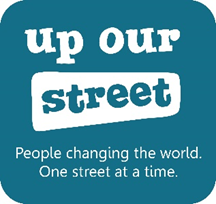 up our
street
People changing the world.
One street at a time.